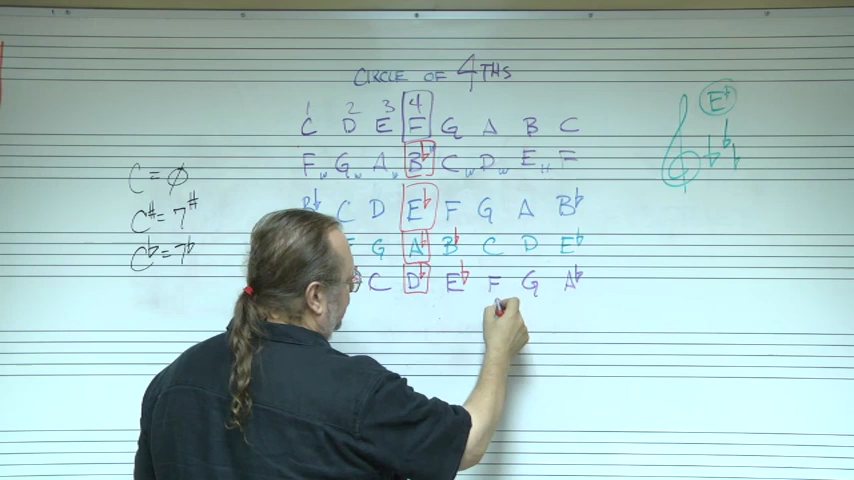 CIRCLE OF 4THS
1 2 3 4
C D E F G A B C
F W G W A W B♭ C W D W E H F
B♭ C D E♭ F G A B♭
F G A♭ B♭ C D E♭
C D♭ E♭ F G A♭
C = Ø
C# = 7#
C♭ = 7♭
E♭
♭ ♭ ♭